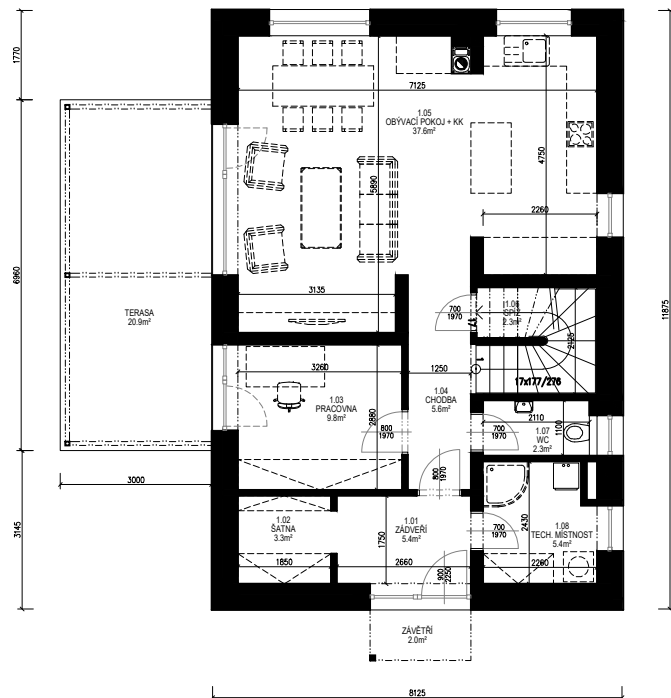 1770
6960
3145
11875
3000
8125
7125
1.05
OBÝVACÍ POKOJ + KK
37.6m²
5890
4750
2260
3135
TERASA
20.9m²
700
1970
1.06
SPÍŽ
2.3m²
2125
17
1
17x177/276
3260
1.03
PRACOVNA
9.8m²
2880
1250
1.04
CHODBA
5.6m²
800
1970
700
1970
2110
1100
1.07
WC
2.3m²
800
1970
1.02
ŠATNA
3.3m²
1850
1.01
ZÁDVEŘÍ
5.4m²
1750
2660
900
2250
700
1970
2430
1.08
TECH. MÍSTNOST
5.4m²
2260
ZÁVĚTŘÍ
2.0m²